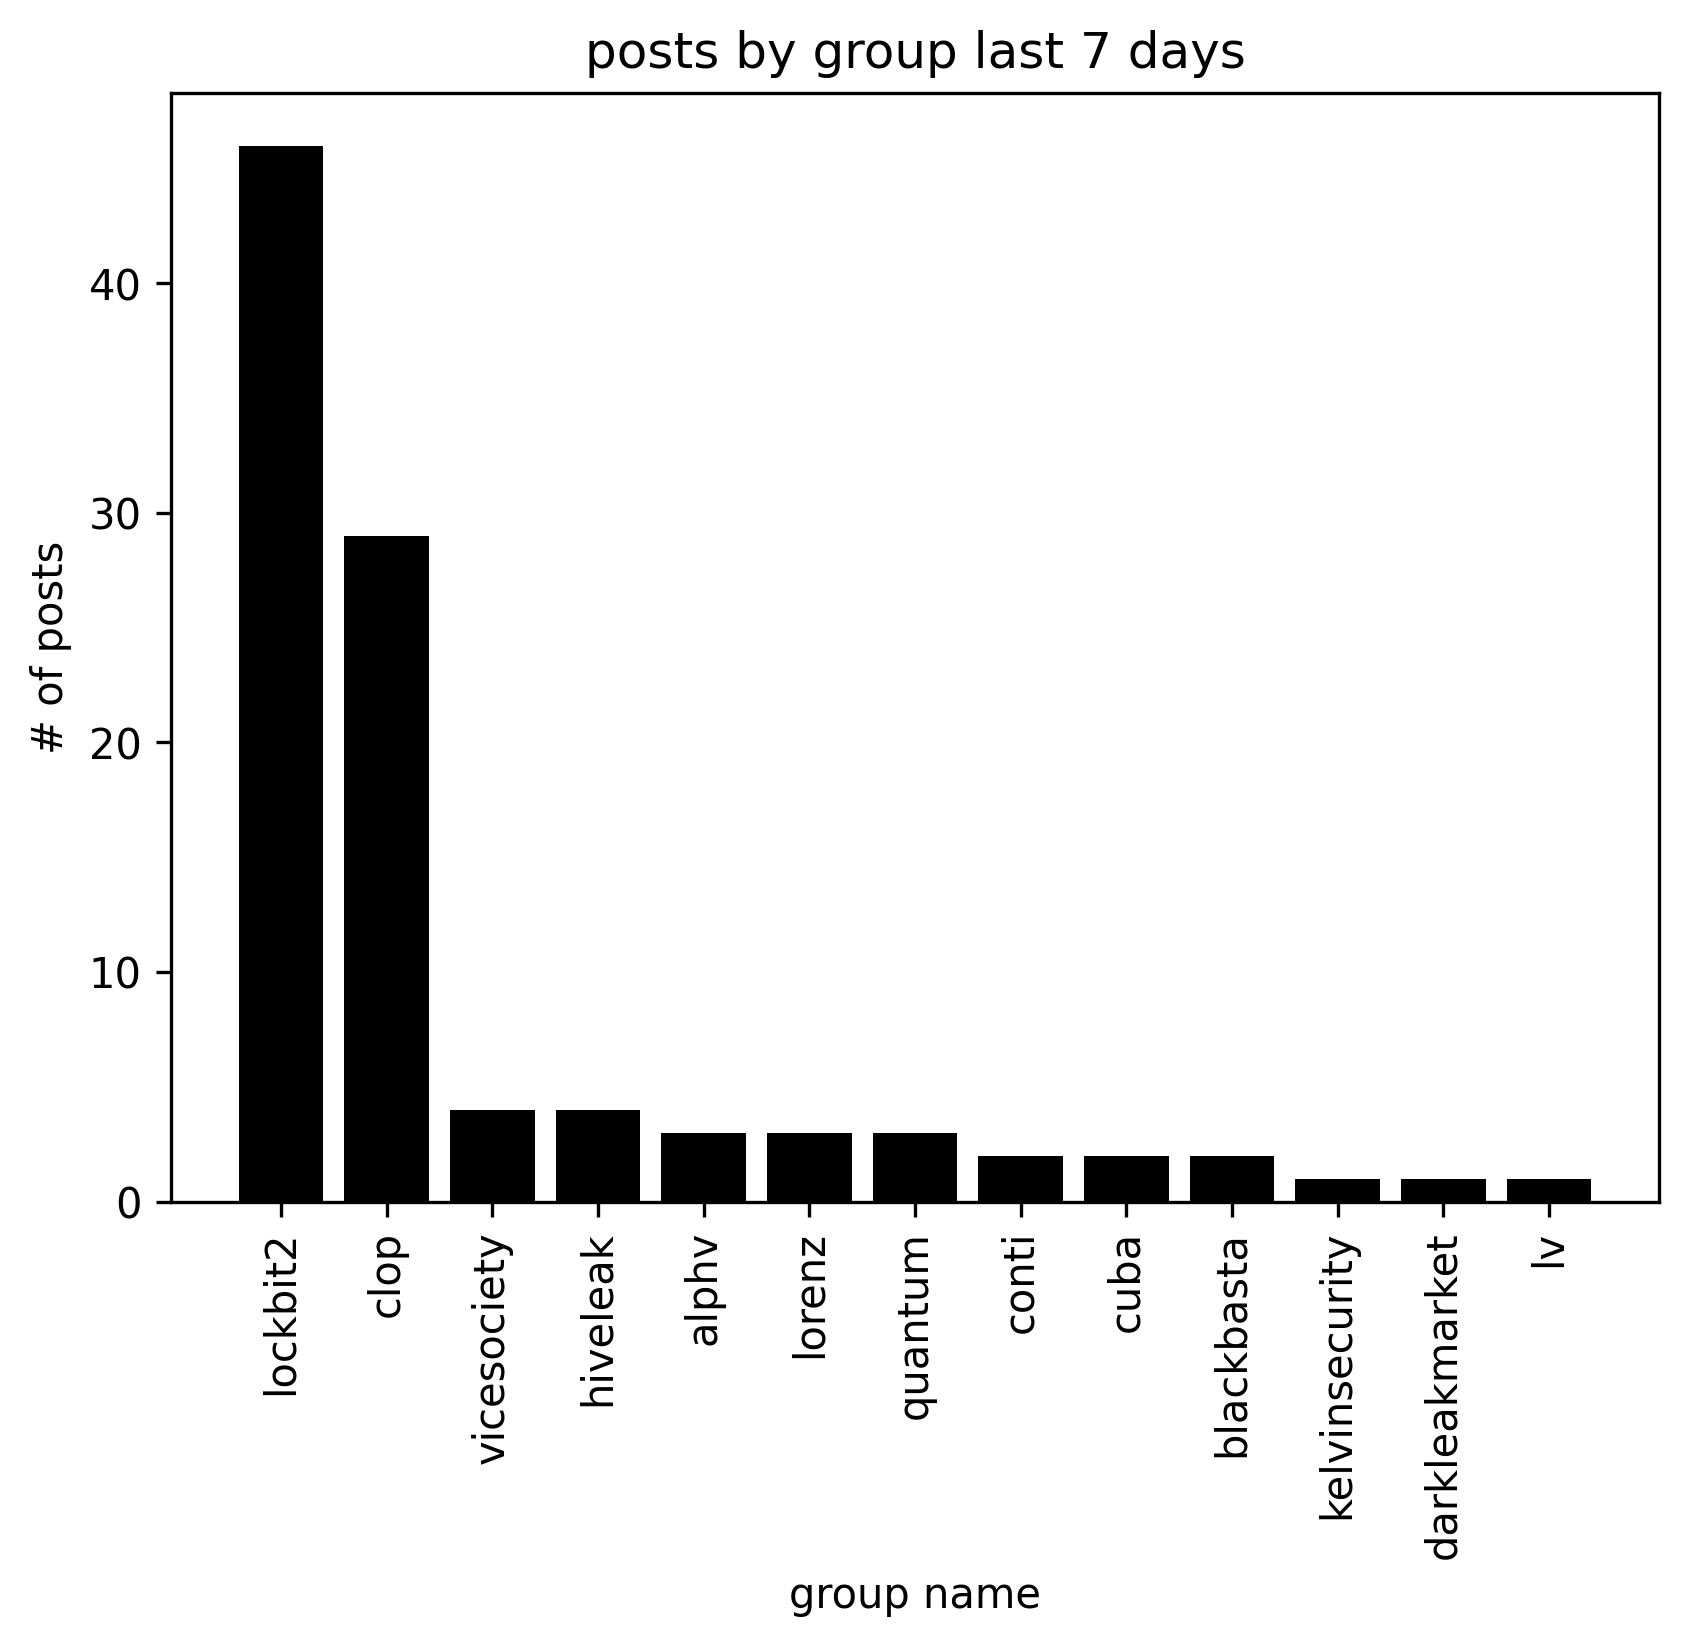 posts by group last 7 days
# of posts
40
30
20
10
0
lockbit2
clop
vicesociety
hiveleak
alphv
lorenz
quantum
conti
cuba
blackbasta
kelvinsecurity
darkleakmarket
lv
group name